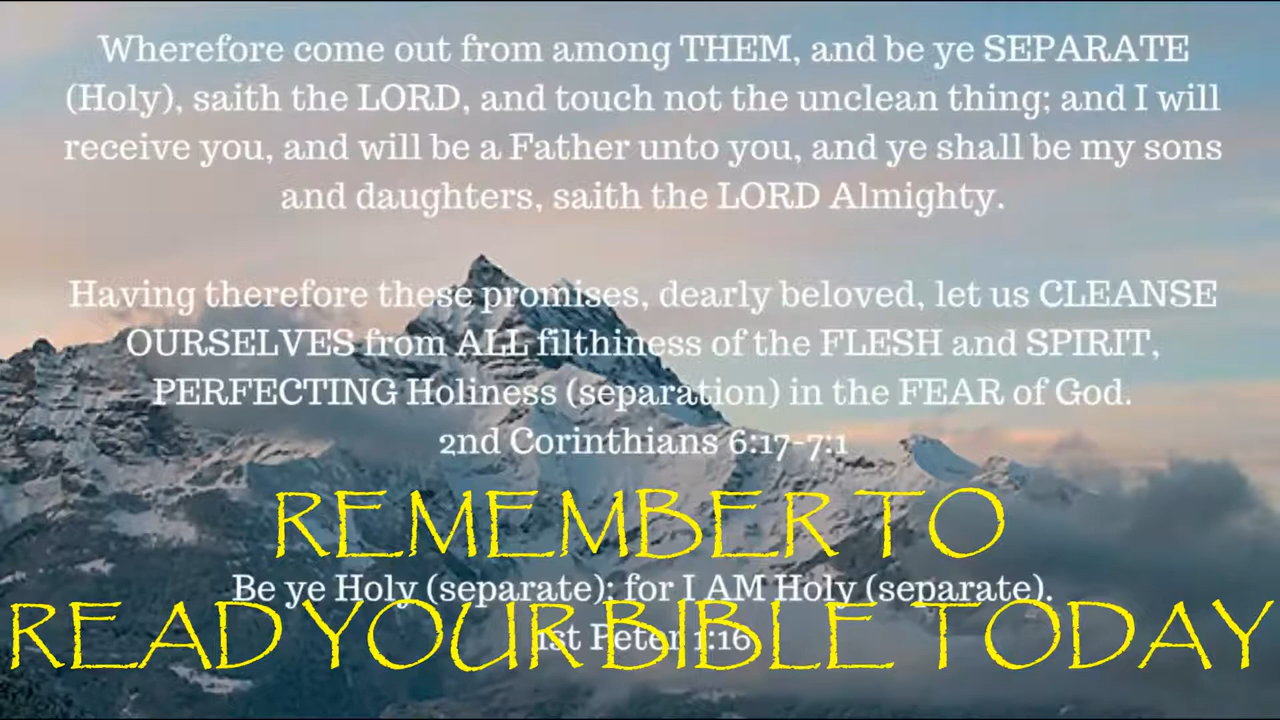 Wherefore come out from among THEM, and be ye SEPARATE
(Holy), saith the LORD, and touch not the unclean thing; and I will
receive you, and will be a Father unto you, and ye shall be my sons
and daughters, saith the LORD Almighty.
Having therefore these promises, dearly beloved, let us CLEANSE
OURSELVES from ALL filthiness of the FLESH and SPIRIT,
PERFECTING Holiness (separation) in the FEAR of God.
2nd Corinthians 6:17-7:1
REMEMBER TO
Be ye Holy (separate); for I AM Holy (separate).
READ YOUR BIBLE TODAY
1st Peter 1:16